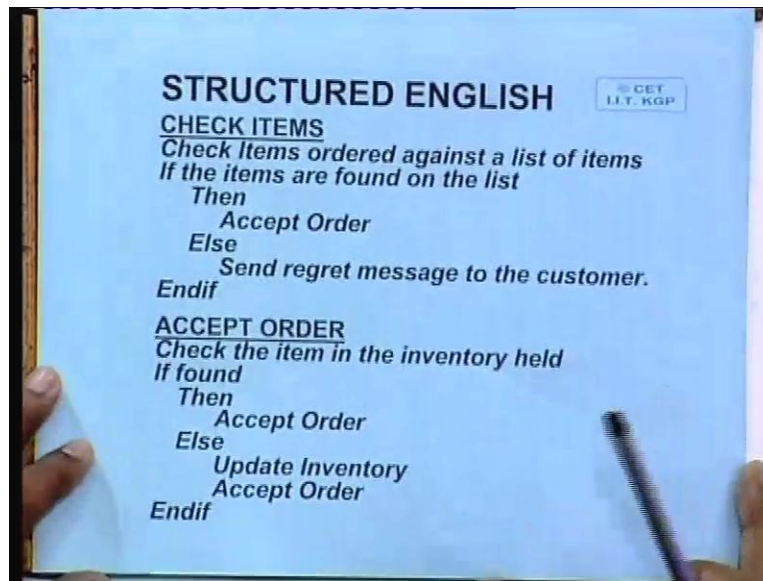 STRUCTURED ENGLISH
© CET
I.I.T. KGP
CHECK ITEMS
Check Items ordered against a list of items
If the items are found on the list
Then
Accept Order
Else
Send regret message to the customer.
Endif
ACCEPT ORDER
Check the item in the inventory held
If found
Then
Accept Order
Else
Update Inventory
Accept Order
Endif